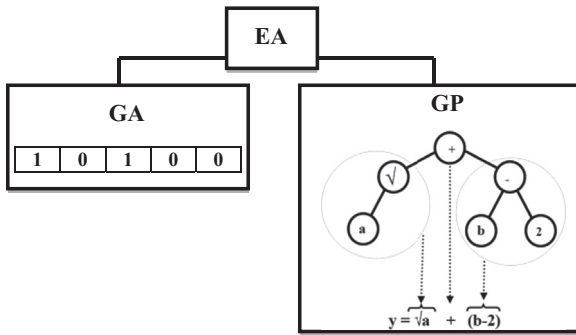 EA
GA
1 0 1 0 0
GP
+
√ -
a b 2
y = √a + (b-2)